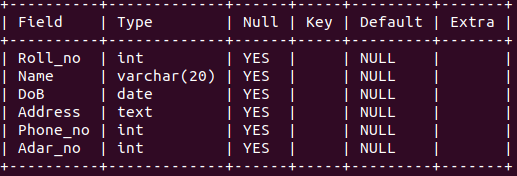 +----------+-------------+------+-----+---------+-------+
| Field    | Type        | Null | Key | Default | Extra |
+----------+-------------+------+-----+---------+-------+
| Roll_no  | int         | YES  |     | NULL    |       |
| Name     | varchar(20) | YES  |     | NULL    |       |
| DoB      | date        | YES  |     | NULL    |       |
| Address  | text        | YES  |     | NULL    |       |
| Phone_no | int         | YES  |     | NULL    |       |
| Adar_no  | int         | YES  |     | NULL    |       |
+----------+-------------+------+-----+---------+-------+